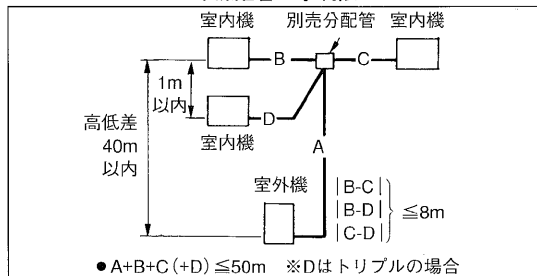 室内機 別売分配管 室内機
B C
1m
以内
D
高低差
40m
以内
室内機
A
室外機
|B-C|
|B-D| ≦8m
|C-D|
●A+B+C(+D)≦50m ※Dはトリプルの場合